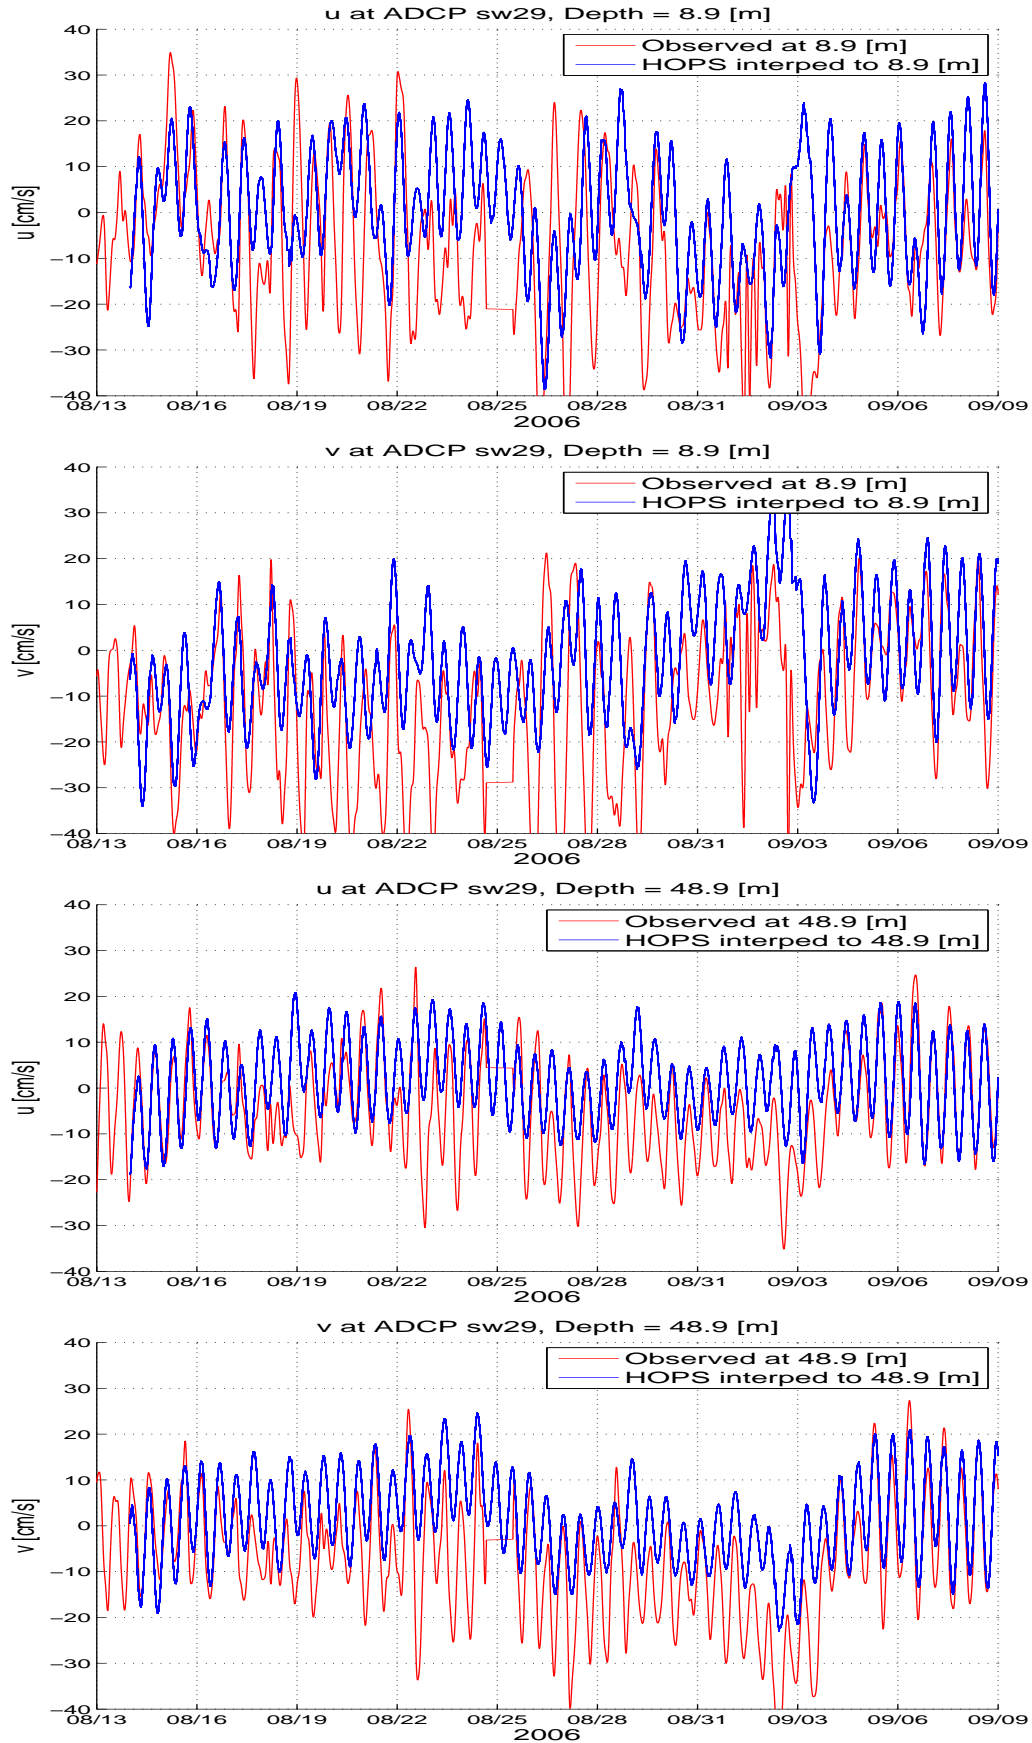 u at ADCP sw29, Depth = 8.9 [m]
40
30
20
10
0
−10
−20
−30
−40
u [cm/s]
Observed at 8.9 [m]
HOPS interped to 8.9 [m]
08/13 08/16 08/19 08/22 08/25 08/28 08/31 09/03 09/06 09/09
2006
v at ADCP sw29, Depth = 8.9 [m]
40
30
20
10
0
−10
−20
−30
−40
v [cm/s]
Observed at 8.9 [m]
HOPS interped to 8.9 [m]
08/13 08/16 08/19 08/22 08/25 08/28 08/31 09/03 09/06 09/09
2006
u at ADCP sw29, Depth = 48.9 [m]
40
30
20
10
0
−10
−20
−30
−40
u [cm/s]
Observed at 48.9 [m]
HOPS interped to 48.9 [m]
08/13 08/16 08/19 08/22 08/25 08/28 08/31 09/03 09/06 09/09
2006
v at ADCP sw29, Depth = 48.9 [m]
40
30
20
10
0
−10
−20
−30
−40
v [cm/s]
Observed at 48.9 [m]
HOPS interped to 48.9 [m]
08/13 08/16 08/19 08/22 08/25 08/28 08/31 09/03 09/06 09/09
2006